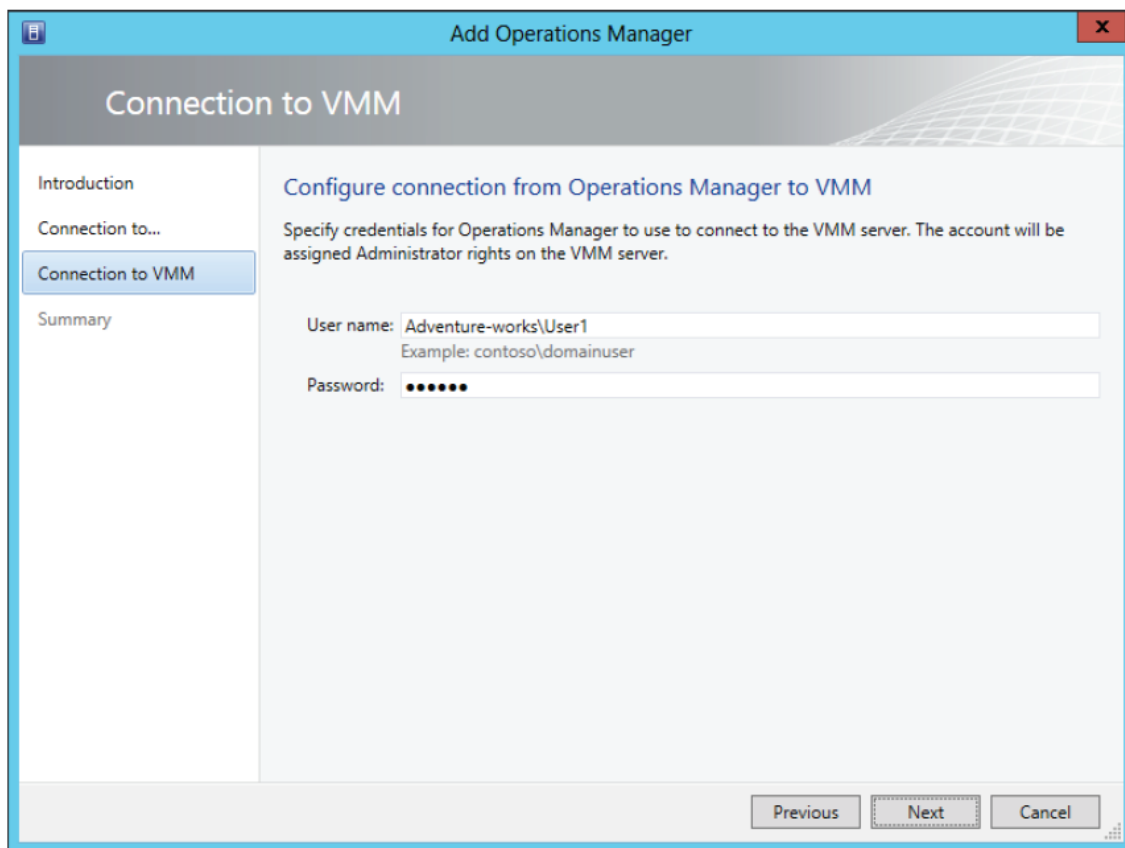 Add Operations Manager
x
Connection to VMM
Introduction
Connection to...
Connection to VMM
Summary
Configure connection from Operations Manager to VMM
Specify credentials for Operations Manager to use to connect to the VMM server. The account will be
assigned Administrator rights on the VMM server.
User name: Adventure-works\User1
Example: contoso\domainuser
Password: ●●●●●●
Previous Next Cancel